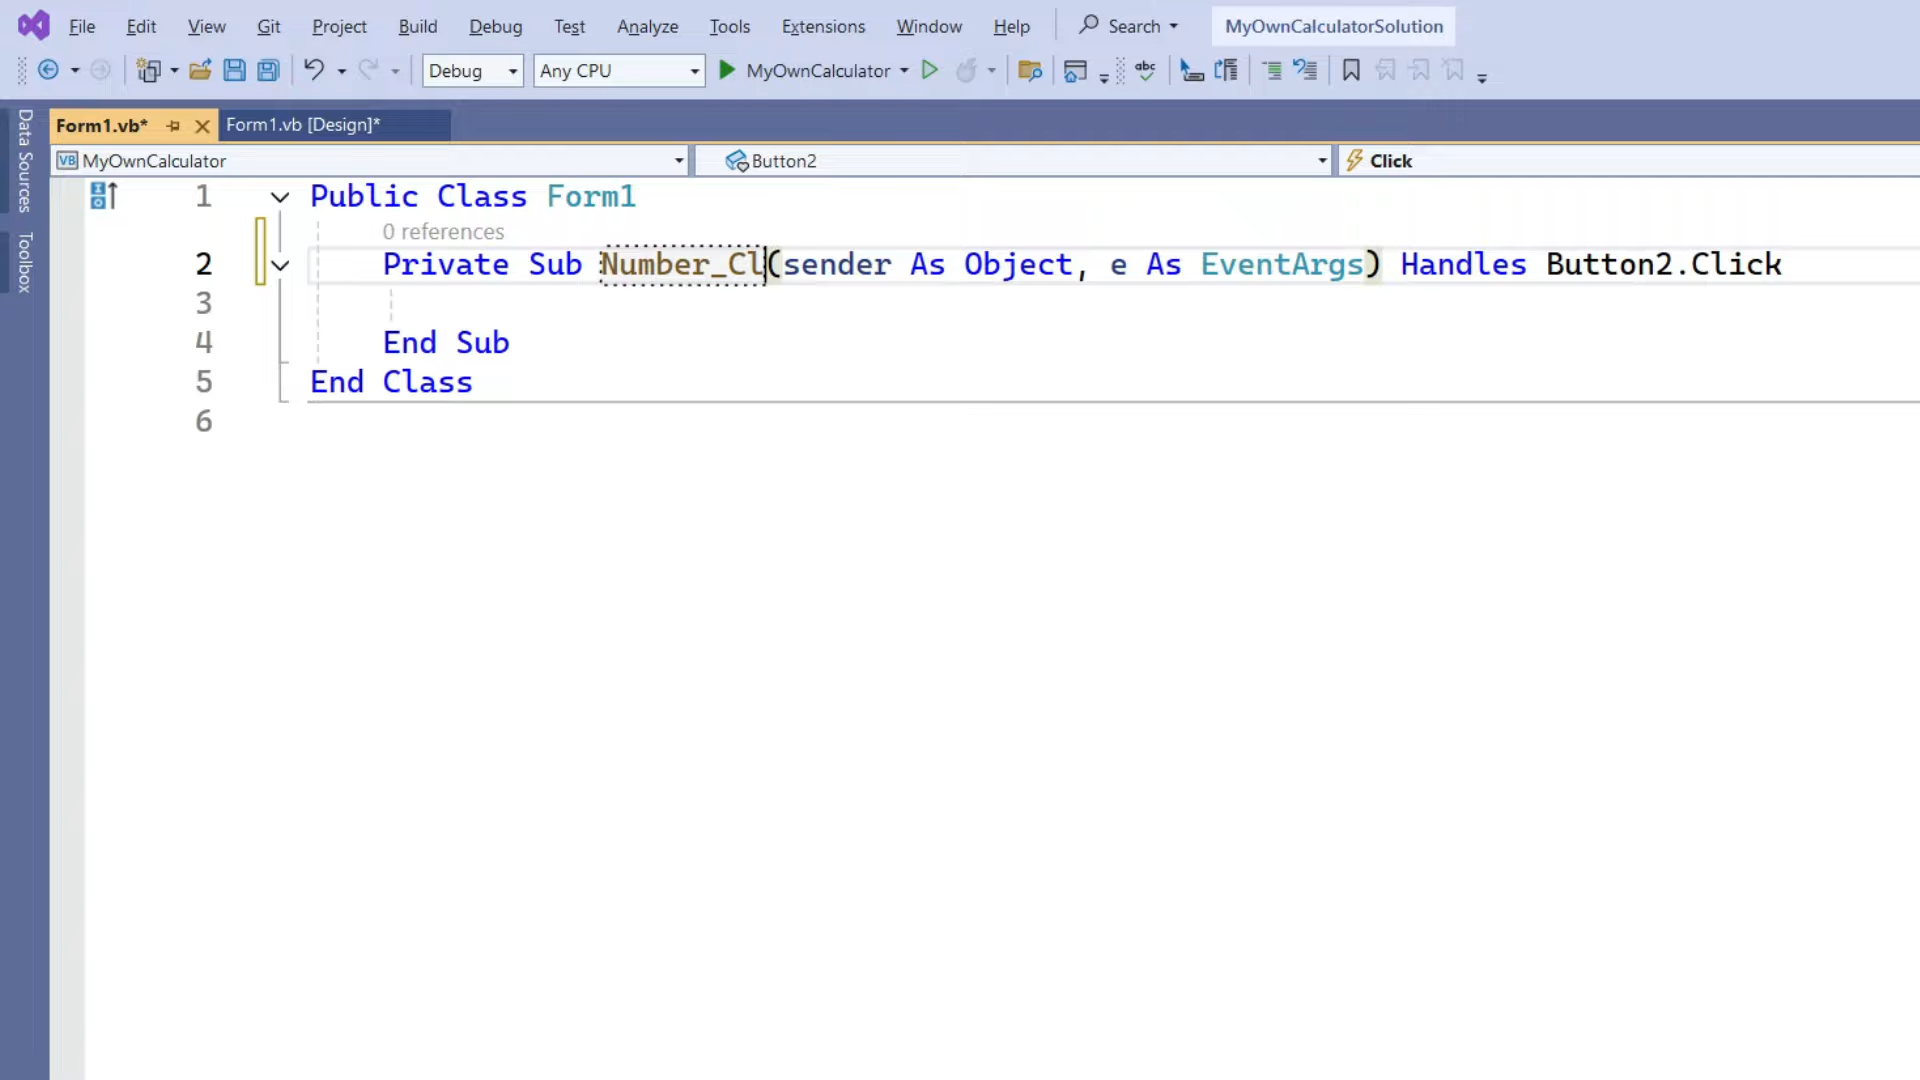 File Edit View Git Project Build Debug Test Analyze Tools Extensions Window Help Search MyOwnCalculatorSolution
Debug Any CPU MyOwnCalculator abc
Form1.vb* Form1.vb [Design]*
VB MyOwnCalculator Button2 Click
Data Sources
Toolbox
1 Public Class Form1
0 references
2 Private Sub Number_Cl(sender As Object, e As EventArgs) Handles Button2.Click
3
4 End Sub
5 End Class
6